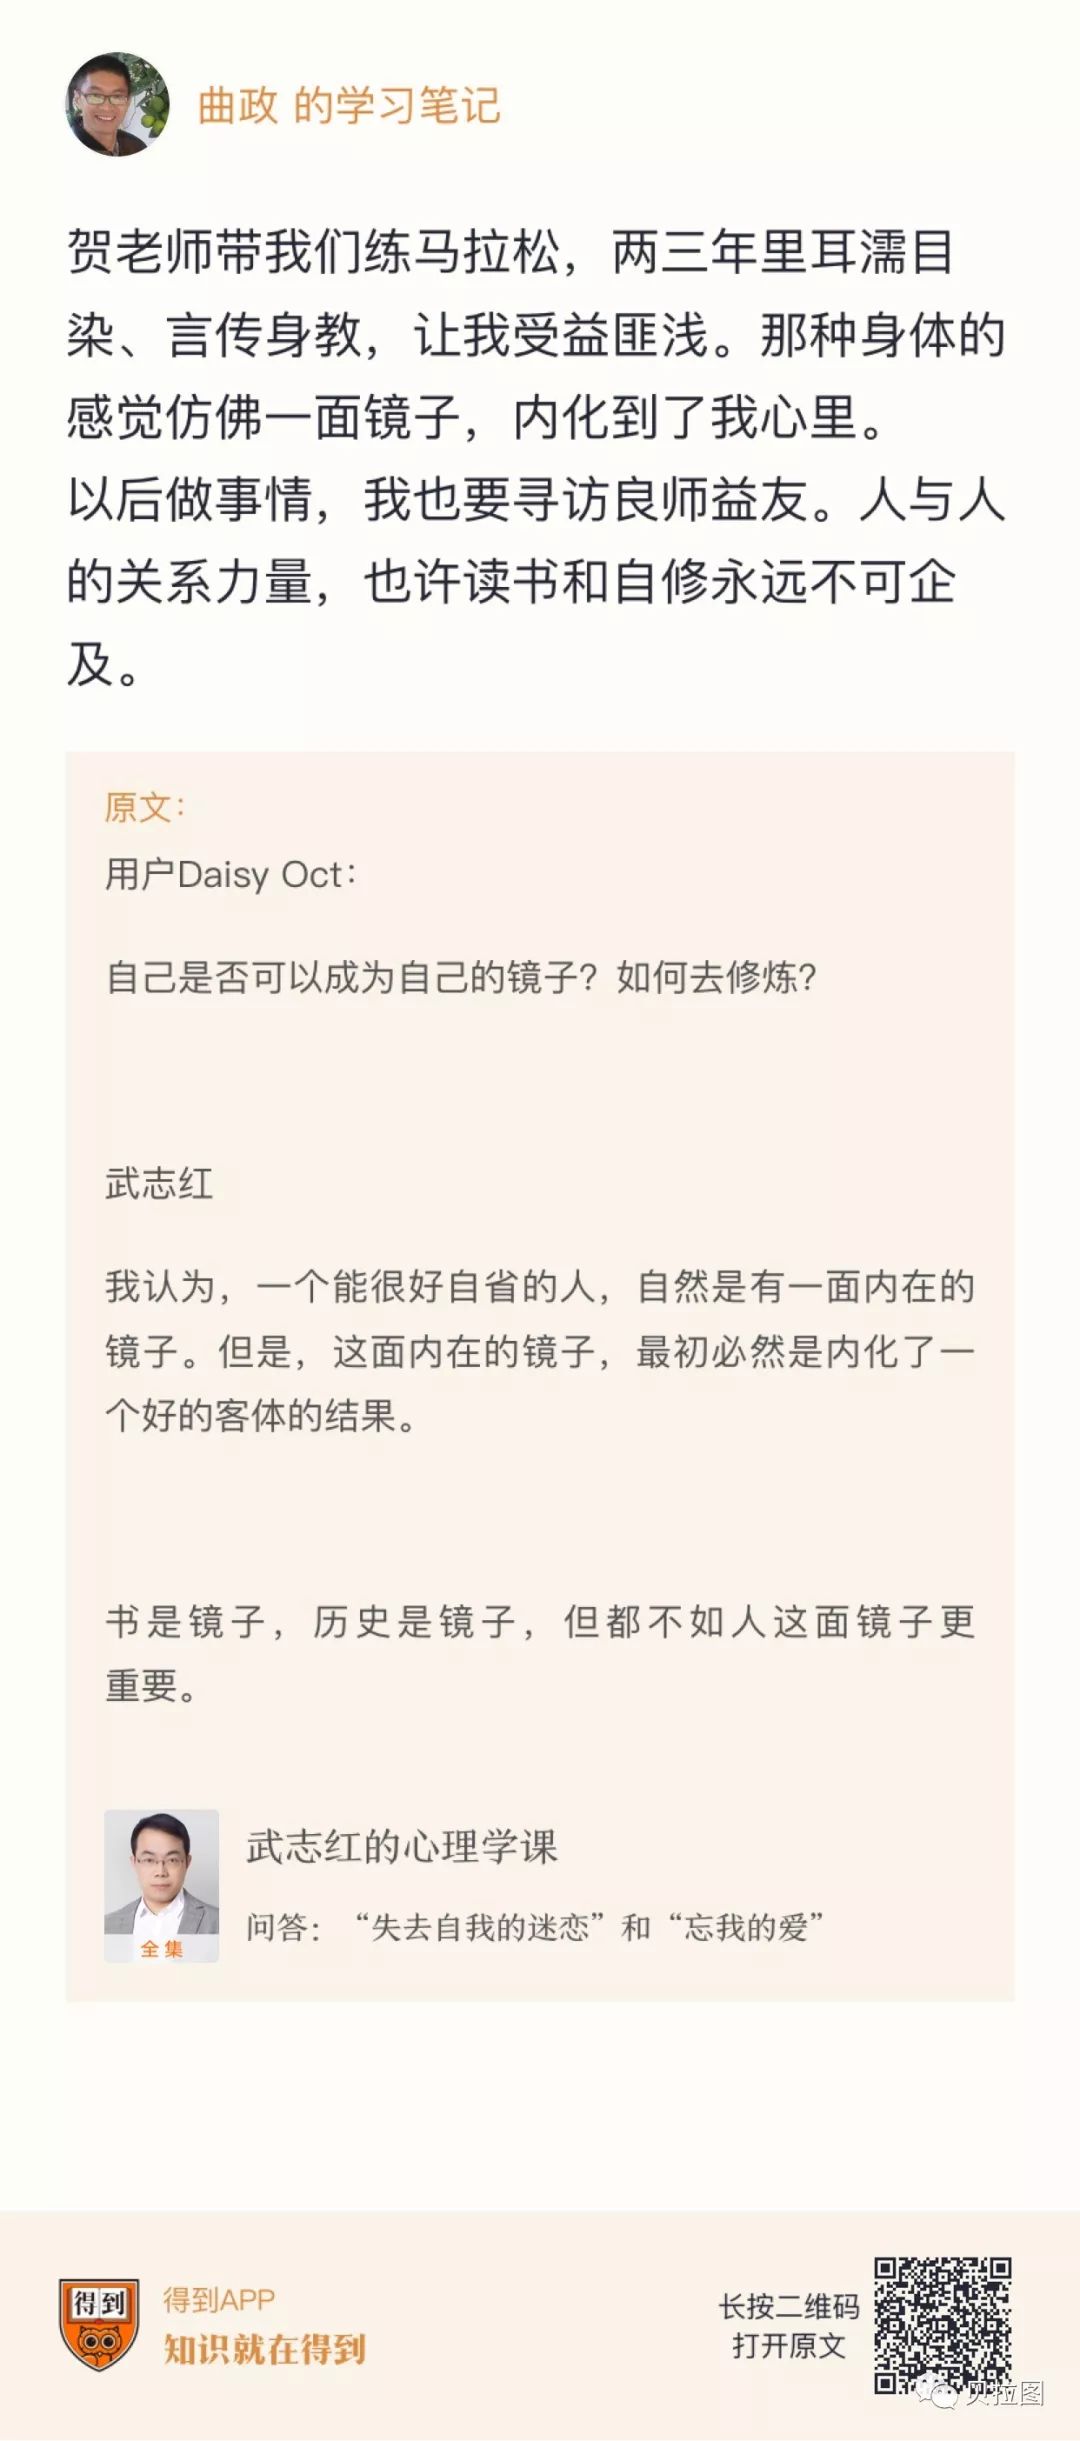 曲政 的学习笔记
贺老师带我们练马拉松，两三年里耳濡目
染、言传身教，让我受益匪浅。那种身体的
感觉仿佛一面镜子，内化到了我心里。
以后做事情，我也要寻访良师益友。人与人
的关系力量，也许读书和自修永远不可企
及。
原文：
用户Daisy Oct：
自己是否可以成为自己的镜子？如何去修炼？
武志红
我认为，一个能很好自省的人，自然是有一面内在的
镜子。但是，这面内在的镜子，最初必然是内化了一
个好的客体的结果。
书是镜子，历史是镜子，但都不如人这面镜子更
重要。
全集
武志红的心理学课
问答：“失去自我的迷恋”和“忘我的爱”
得到
得到APP
知识就在得到
长按二维码
打开原文
贝拉图